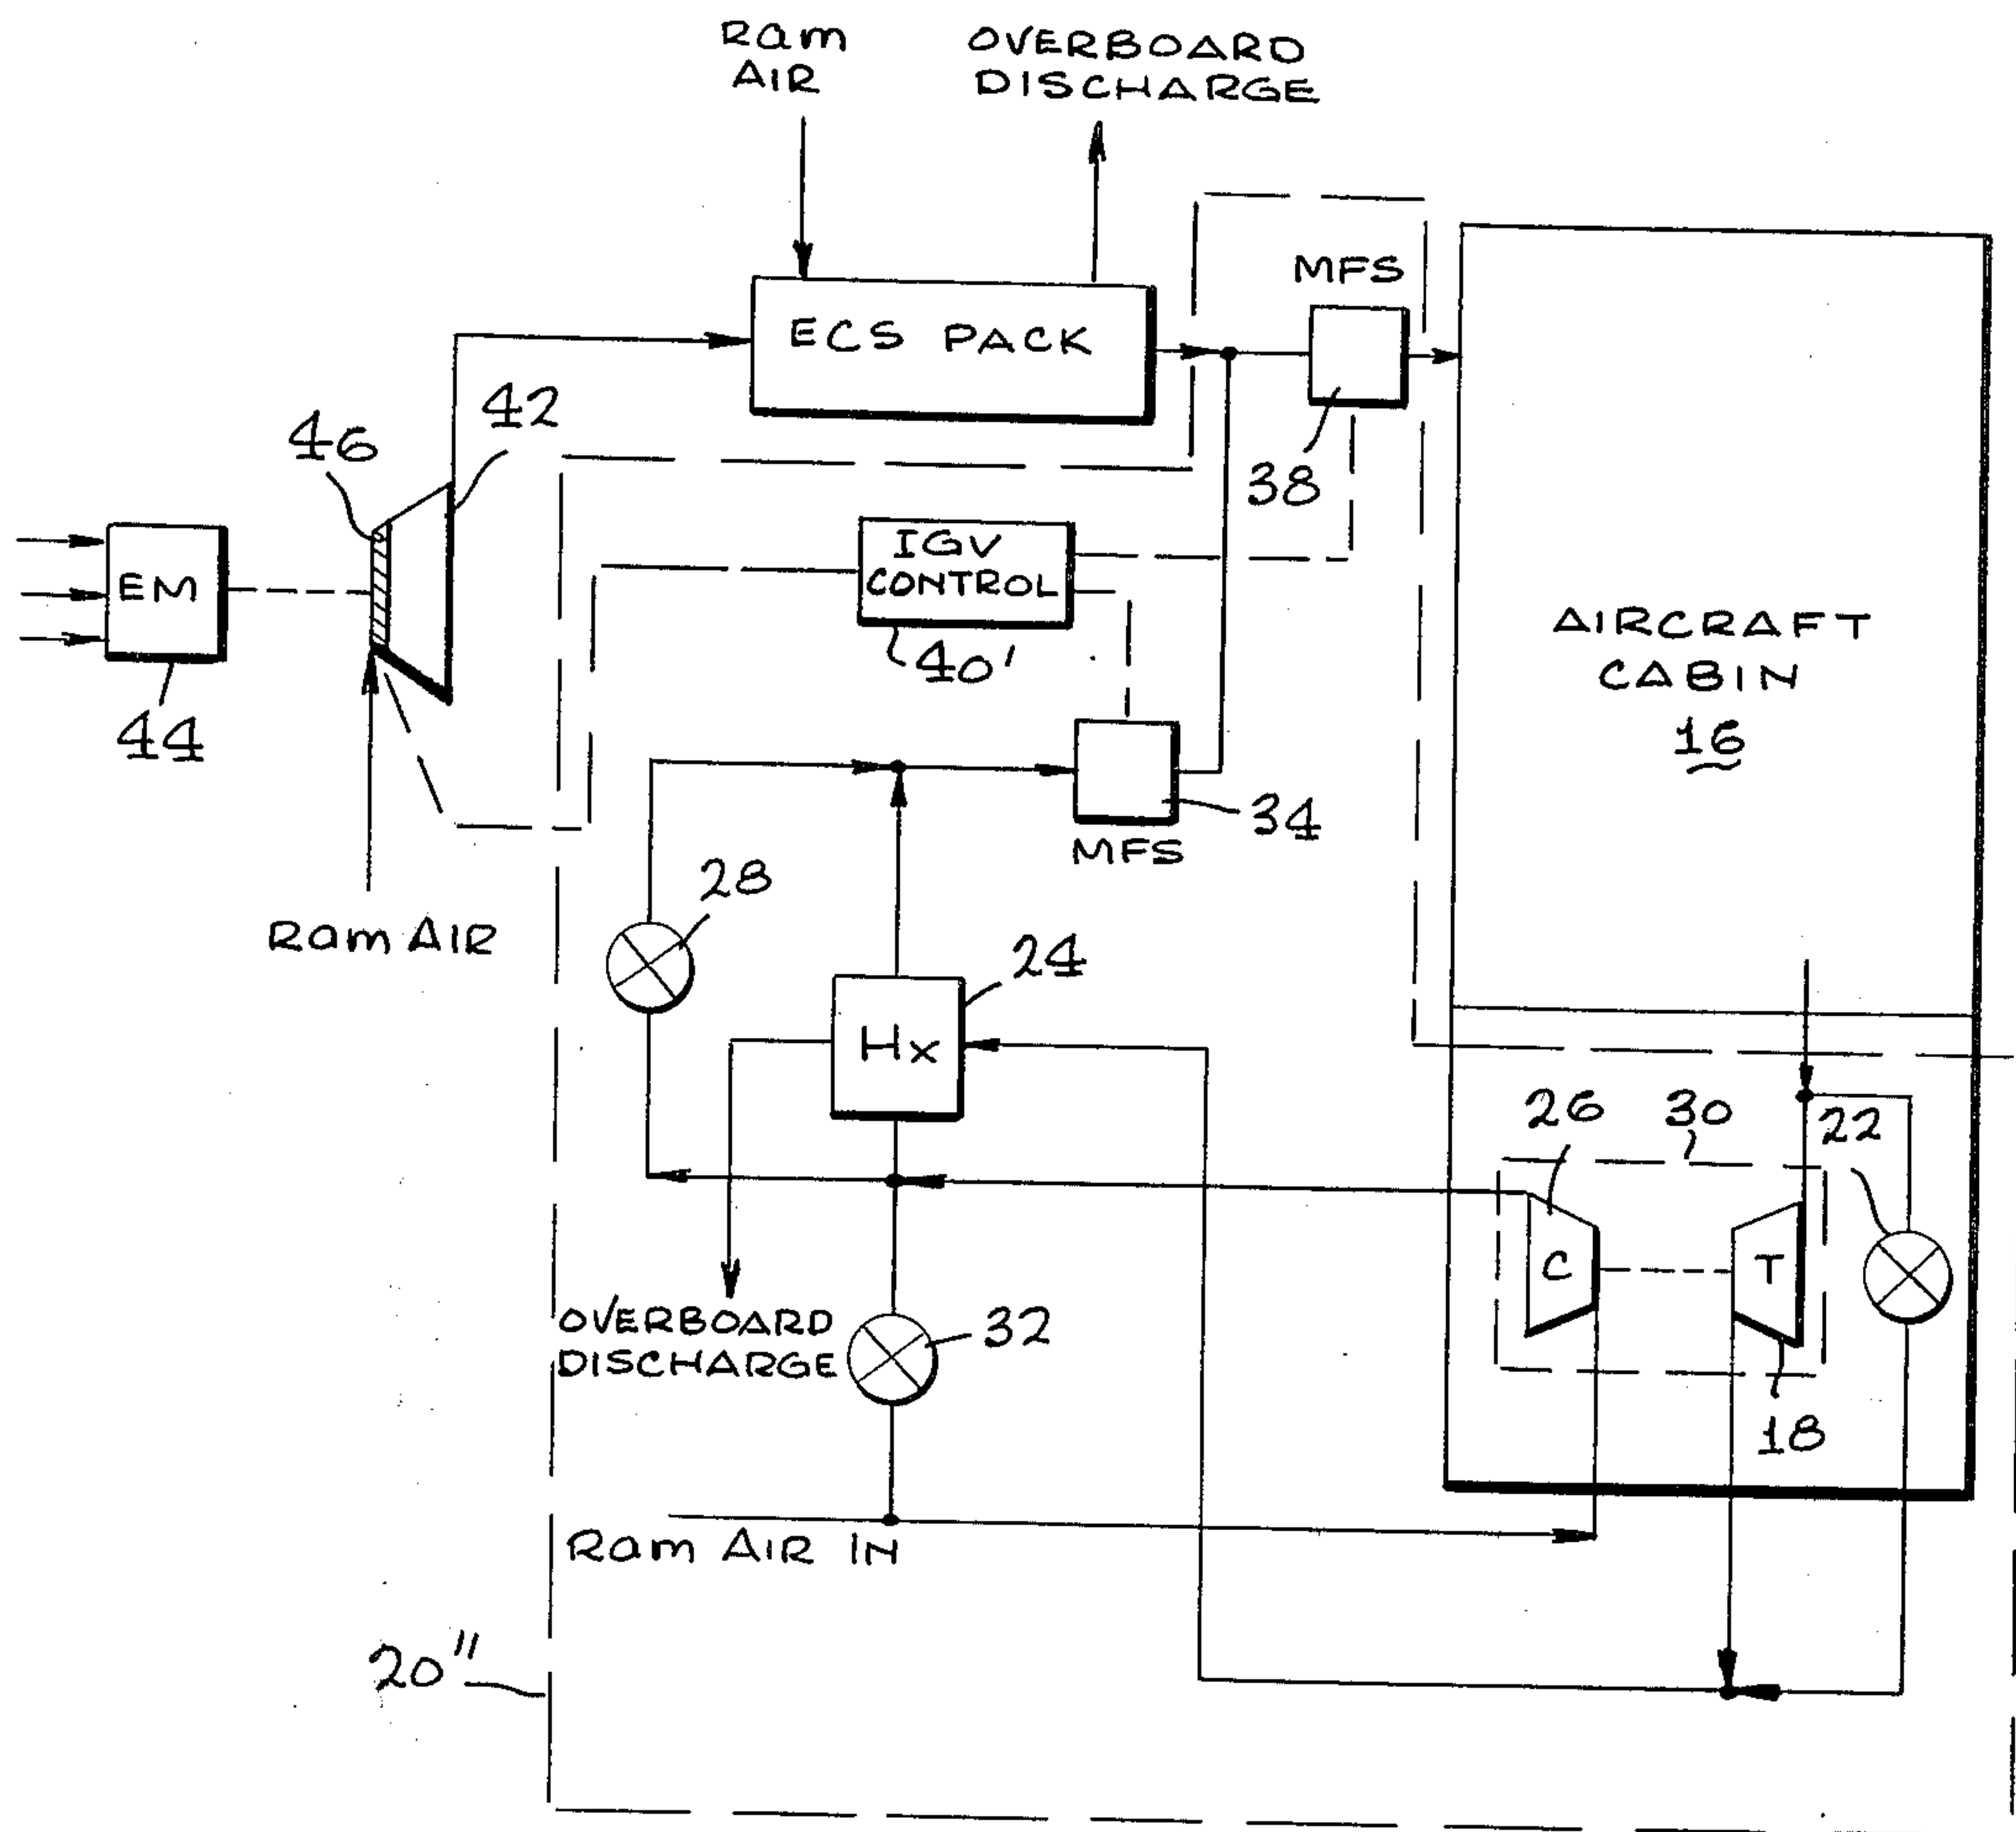 Ram
AIR
OVERBOARD
DISCHARGE
MFS
ECS PACK
42
46
38
IGV
CONTROL
EM
40'
AIRCRAFT
CABIN
16
44
34
MFS
28
Ram AIR
24
Hx
26
30
22
C
T
OVERBOARD
DISCHARGE
32
18
Ram AIR IN
20"